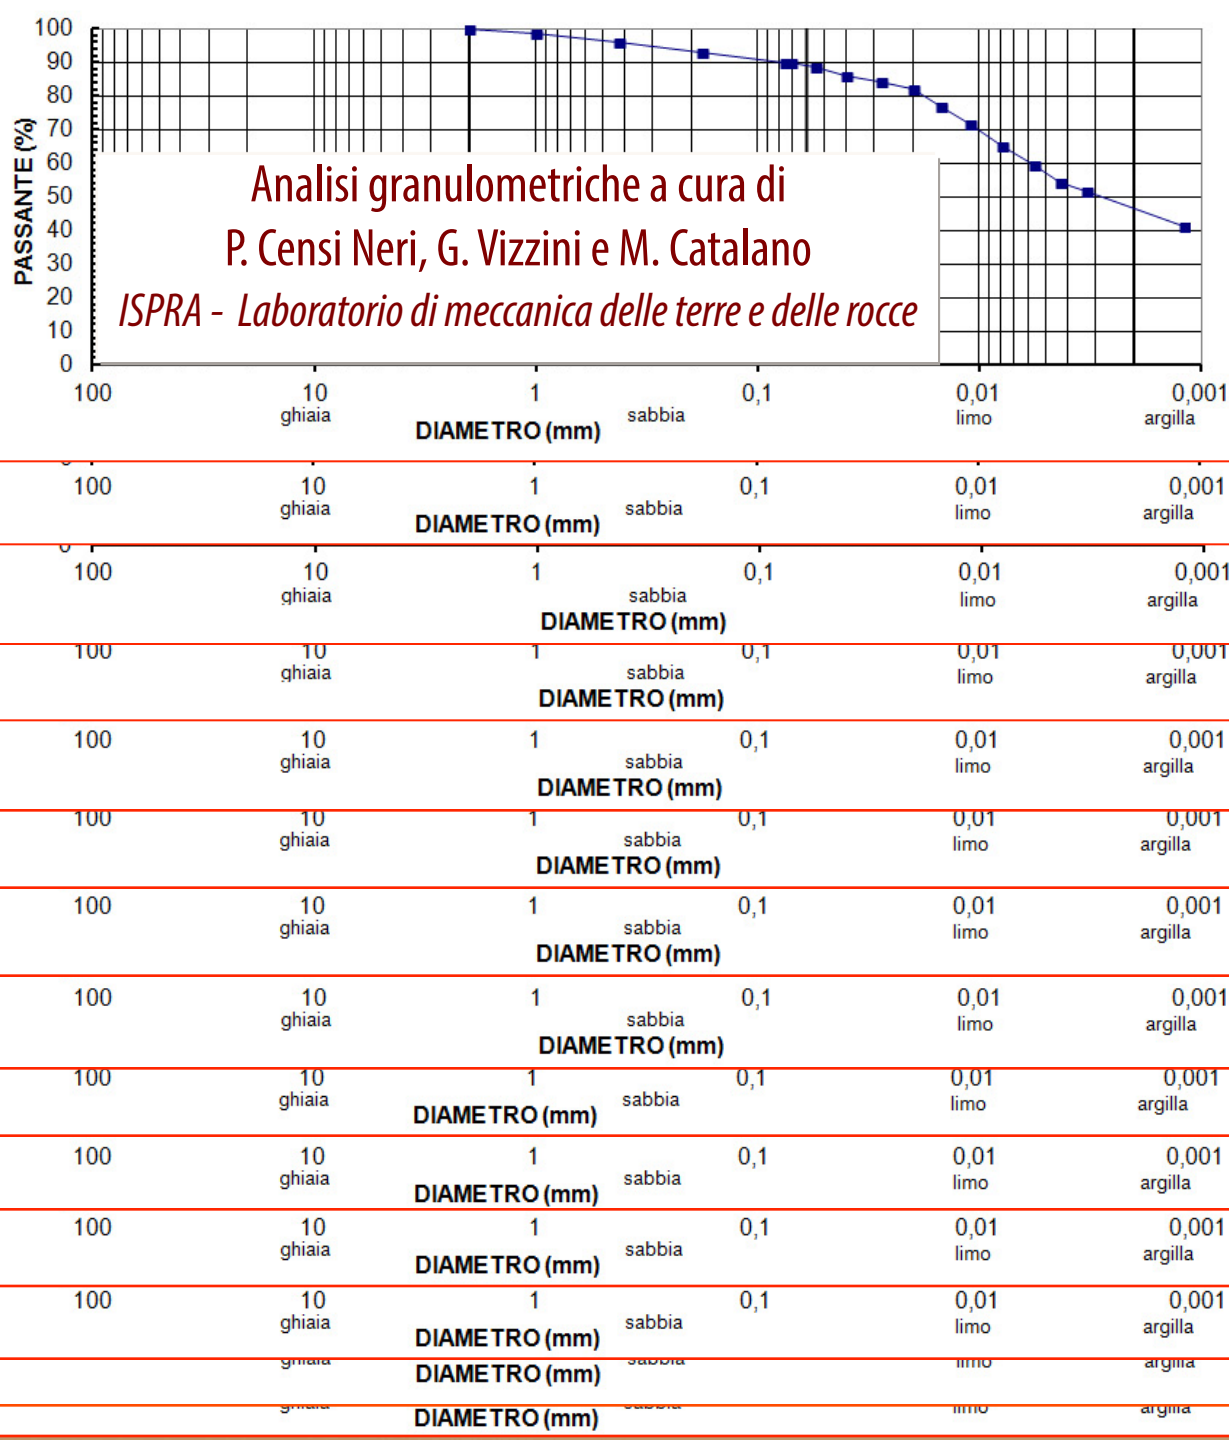 100
90
80
70
60
50
40
30
20
10
0
PASSANTE (%)
Analisi granulometriche a cura di
P. Censi Neri, G. Vizzini e M. Catalano
ISPRA - Laboratorio di meccanica delle terre e delle rocce
100 10 1 0,1 0,01 0,001
ghiaia sabbia limo argilla
DIAMETRO (mm)
100 10 1 0,1 0,01 0,001
ghiaia sabbia limo argilla
DIAMETRO (mm)
100 10 1 0,1 0,01 0,001
ghiaia sabbia limo argilla
DIAMETRO (mm)
100 10 1 0,1 0,01 0,001
ghiaia sabbia limo argilla
DIAMETRO (mm)
100 10 1 0,1 0,01 0,001
ghiaia sabbia limo argilla
DIAMETRO (mm)
100 10 1 0,1 0,01 0,001
ghiaia sabbia limo argilla
DIAMETRO (mm)
100 10 1 0,1 0,01 0,001
ghiaia sabbia limo argilla
DIAMETRO (mm)
100 10 1 0,1 0,01 0,001
ghiaia sabbia limo argilla
DIAMETRO (mm)
100 10 1 0,1 0,01 0,001
ghiaia sabbia limo argilla
DIAMETRO (mm)
100 10 1 0,1 0,01 0,001
ghiaia sabbia limo argilla
DIAMETRO (mm)
100 10 1 0,1 0,01 0,001
ghiaia sabbia limo argilla
DIAMETRO (mm)
100 10 1 0,1 0,01 0,001
ghiaia sabbia limo argilla
DIAMETRO (mm)
ghiaia sabbia limo argilla
DIAMETRO (mm)
limo argilla
DIAMETRO (mm)